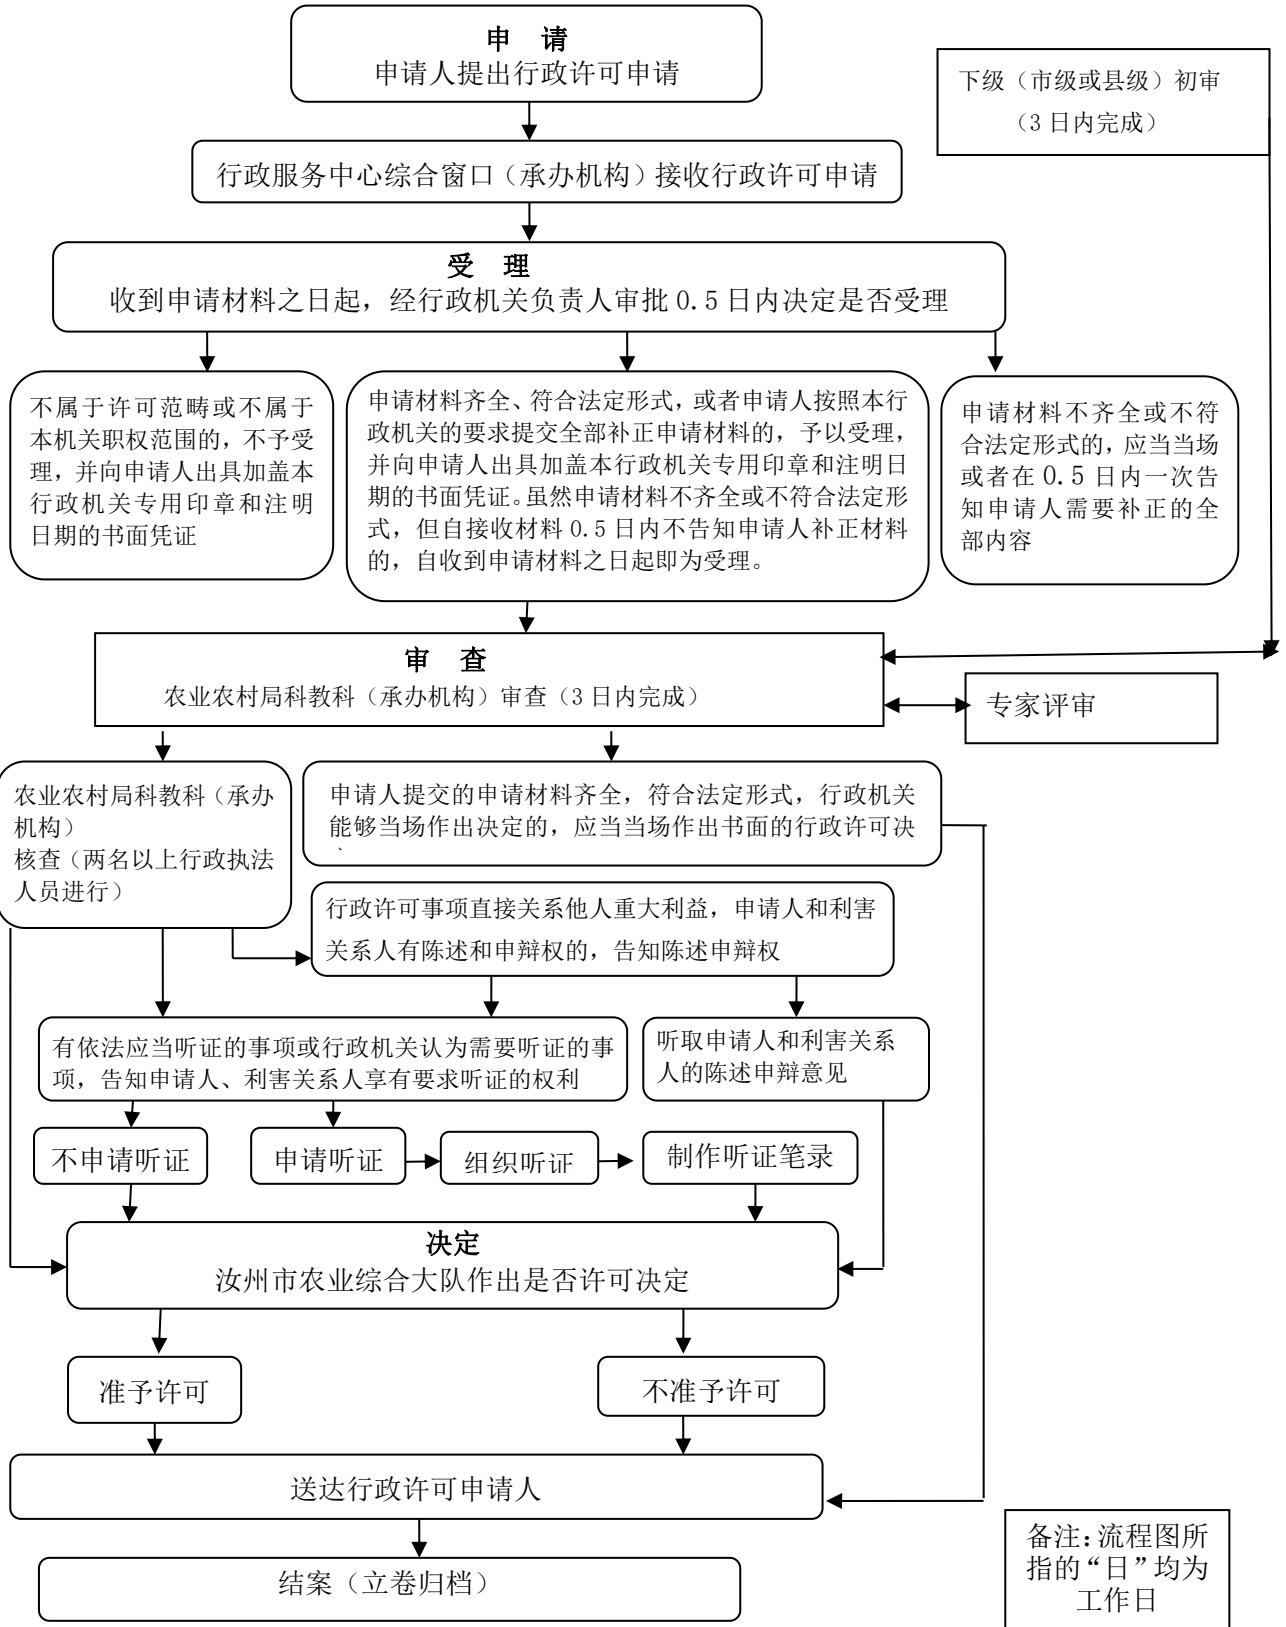 申 请
申请人提出行政许可申请
下级（市级或县级）初审
（3 日内完成）
行政服务中心综合窗口（承办机构）接收行政许可申请
受 理
收到申请材料之日起，经行政机关负责人审批 0.5 日内决定是否受理
不属于许可范畴或不属于
本机关职权范围的，不予受
理，并向申请人出具加盖本
行政机关专用印章和注明
日期的书面凭证
申请材料齐全、符合法定形式，或者申请人按照本行
政机关的要求提交全部补正申请材料的，予以受理，
并向申请人出具加盖本行政机关专用印章和注明日
期的书面凭证。虽然申请材料不齐全或不符合法定形
式，但自接收材料 0.5 日内不告知申请人补正材料
的，自收到申请材料之日起即为受理。
申请材料不齐全或不符
合法定形式的，应当当场
或者在 0.5 日内一次告
知申请人需要补正的全
部内容
审 查
农业农村局科教科（承办机构）审查（3 日内完成）
专家评审
农业农村局科教科（承办
机构）
核查（两名以上行政执法
人员进行）
申请人提交的申请材料齐全，符合法定形式，行政机关
能够当场作出决定的，应当当场作出书面的行政许可决
行政许可事项直接关系他人重大利益，申请人和利害
关系人有陈述和申辩权的，告知陈述申辩权
有依法应当听证的事项或行政机关认为需要听证的事
项，告知申请人、利害关系人享有要求听证的权利
听取申请人和利害关系
人的陈述申辩意见
不申请听证
申请听证
组织听证
制作听证笔录
决定
汝州市农业综合大队作出是否许可决定
准予许可
不准予许可
送达行政许可申请人
结案（立卷归档）
备注：流程图所
指的“日”均为
工作日